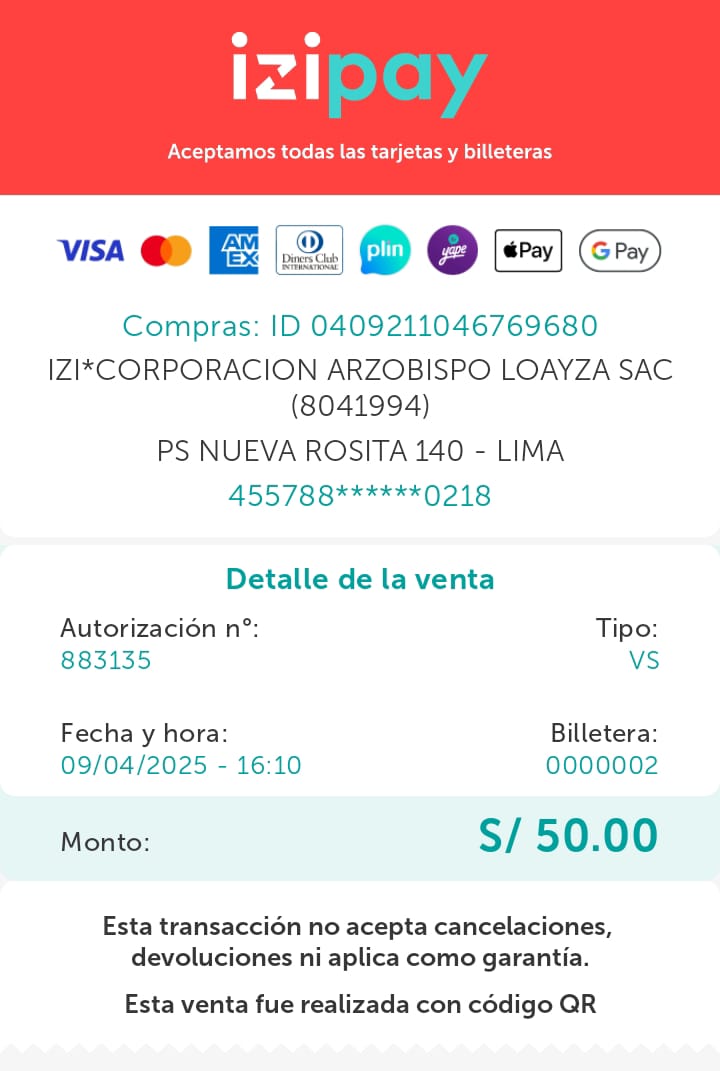 izipay
Aceptamos todas las tarjetas y billeteras
VISA AMEX Diners Club INTERNATIONAL plin yape Pay G Pay
Compras: ID 0409211046769680
IZI*CORPORACION ARZOBISPO LOAYZA SAC
(8041994)
PS NUEVA ROSITA 140 - LIMA
455788******0218
Detalle de la venta
Autorización n°: Tipo:
883135 VS
Fecha y hora: Billetera:
09/04/2025 - 16:10 0000002
Monto: S/ 50.00
Esta transacción no acepta cancelaciones,
devoluciones ni aplica como garantía.
Esta venta fue realizada con código QR